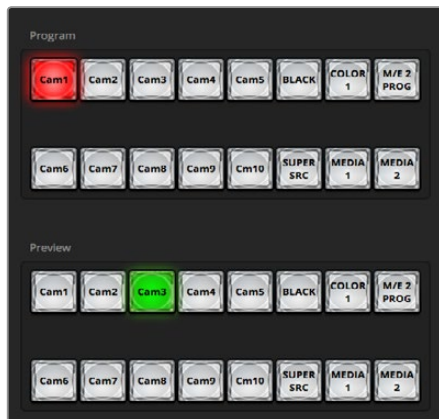 Program
Cam1 Cam2 Cam3 Cam4 Cam5 BLACK COLOR 1 M/E 2 PROG
Cam6 Cam7 Cam8 Cam9 Cm10 SUPER SRC MEDIA 1 MEDIA 2
Preview
Cam1 Cam2 Cam3 Cam4 Cam5 BLACK COLOR 1 M/E 2 PROG
Cam6 Cam7 Cam8 Cam9 Cm10 SUPER SRC MEDIA 1 MEDIA 2